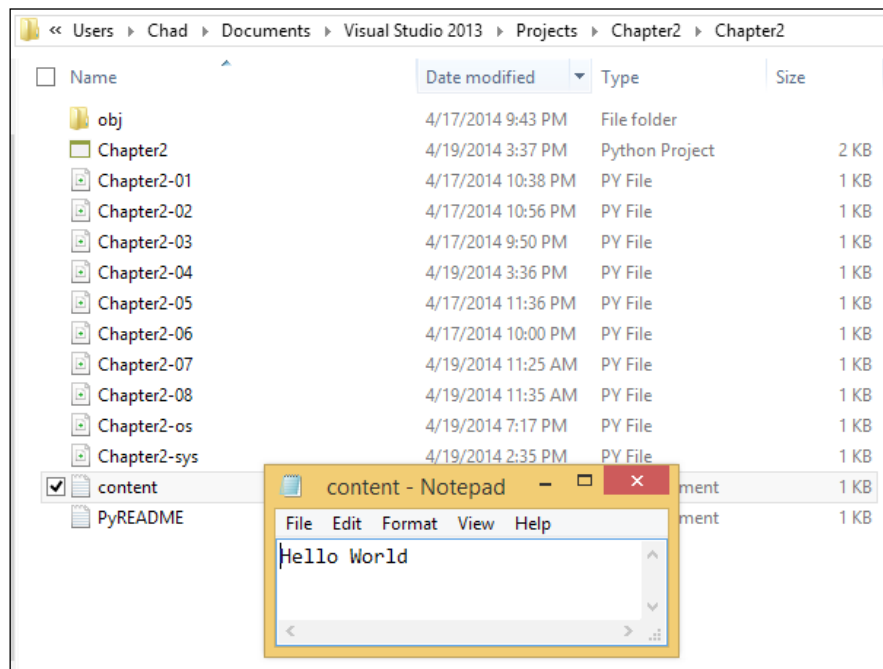 « Users Chad Documents Visual Studio 2013 Projects Chapter2 Chapter2
Name Date modified Type Size
obj 4/17/2014 9:43 PM File folder
Chapter2 4/19/2014 3:37 PM Python Project 2 KB
Chapter2-01 4/17/2014 10:38 PM PY File 1 KB
Chapter2-02 4/17/2014 10:56 PM PY File 1 KB
Chapter2-03 4/17/2014 9:50 PM PY File 1 KB
Chapter2-04 4/19/2014 3:36 PM PY File 1 KB
Chapter2-05 4/17/2014 11:36 PM PY File 1 KB
Chapter2-06 4/17/2014 10:00 PM PY File 1 KB
Chapter2-07 4/19/2014 11:25 AM PY File 1 KB
Chapter2-08 4/19/2014 11:35 AM PY File 1 KB
Chapter2-os 4/19/2014 7:17 PM PY File 1 KB
Chapter2-sys 4/19/2014 2:35 PM PY File 1 KB
content ment 1 KB
PyREADME ment 1 KB
content - Notepad
File Edit Format View Help
Hello World